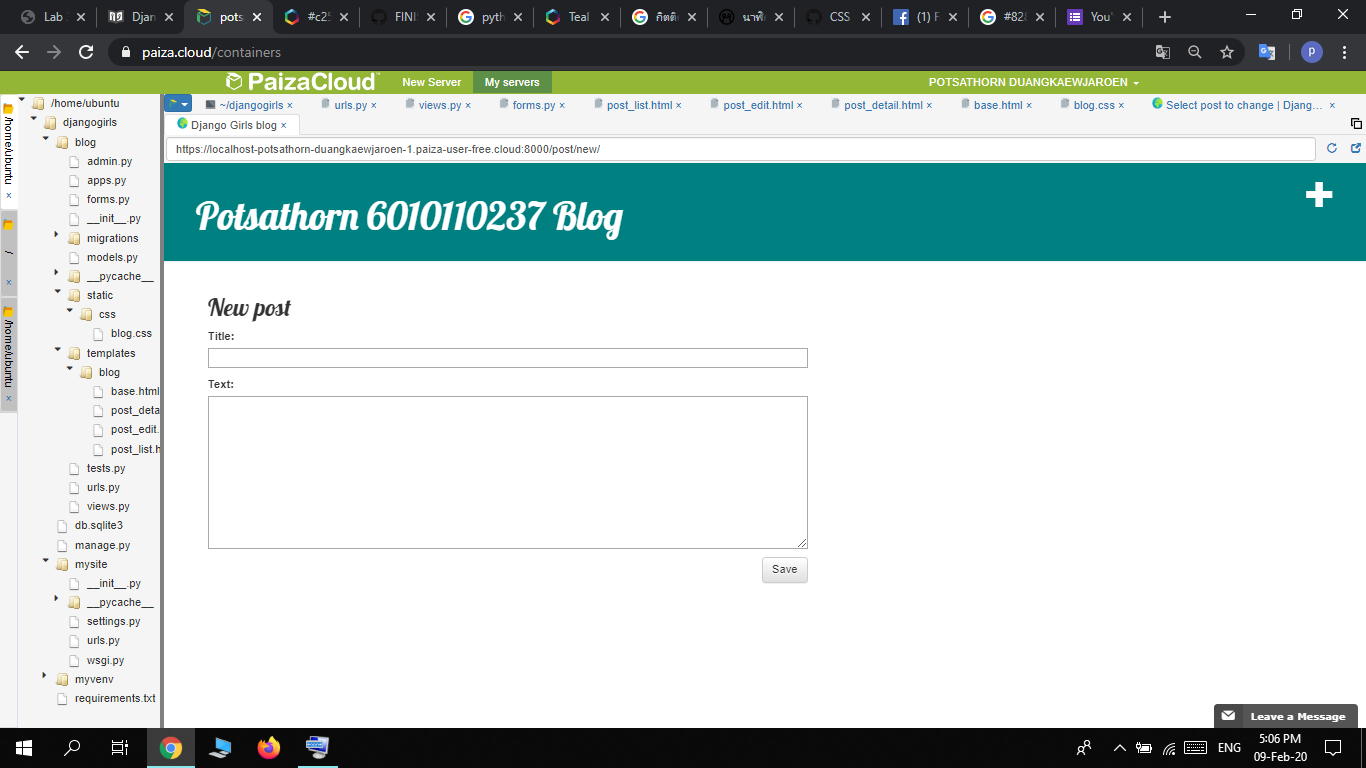 Lab
Djan
pots
#c25
FINI
pyth
Teal
กิตติ
นาฬิ
CSS
(1) F
#82
You'
paiza.cloud/containers
p
PaizaCloud New Server My servers POTSATHORN DUANGKAEWJAROEN
~/djangogirls × urls.py × views.py × forms.py × post_list.html × post_edit.html × post_detail.html × base.html × blog.css × Select post to change | Djang... ×
Django Girls blog ×
https://localhost-potsathorn-duangkaewjaroen-1.paiza-user-free.cloud:8000/post/new/
/home/ubuntu ×
/ ×
/home/ubuntu ×
/home/ubuntu
djangogirls
blog
admin.py
apps.py
forms.py
__init__.py
migrations
models.py
__pycache__
static
css
blog.css
templates
blog
base.html
post_deta
post_edit.
post_list.h
tests.py
urls.py
views.py
db.sqlite3
manage.py
mysite
__init__.py
__pycache__
settings.py
urls.py
wsgi.py
myvenv
requirements.txt
Potsathorn 6010110237 Blog
New post
Title:
Text:
Save
Leave a Message
ENG
5:06 PM
09-Feb-20